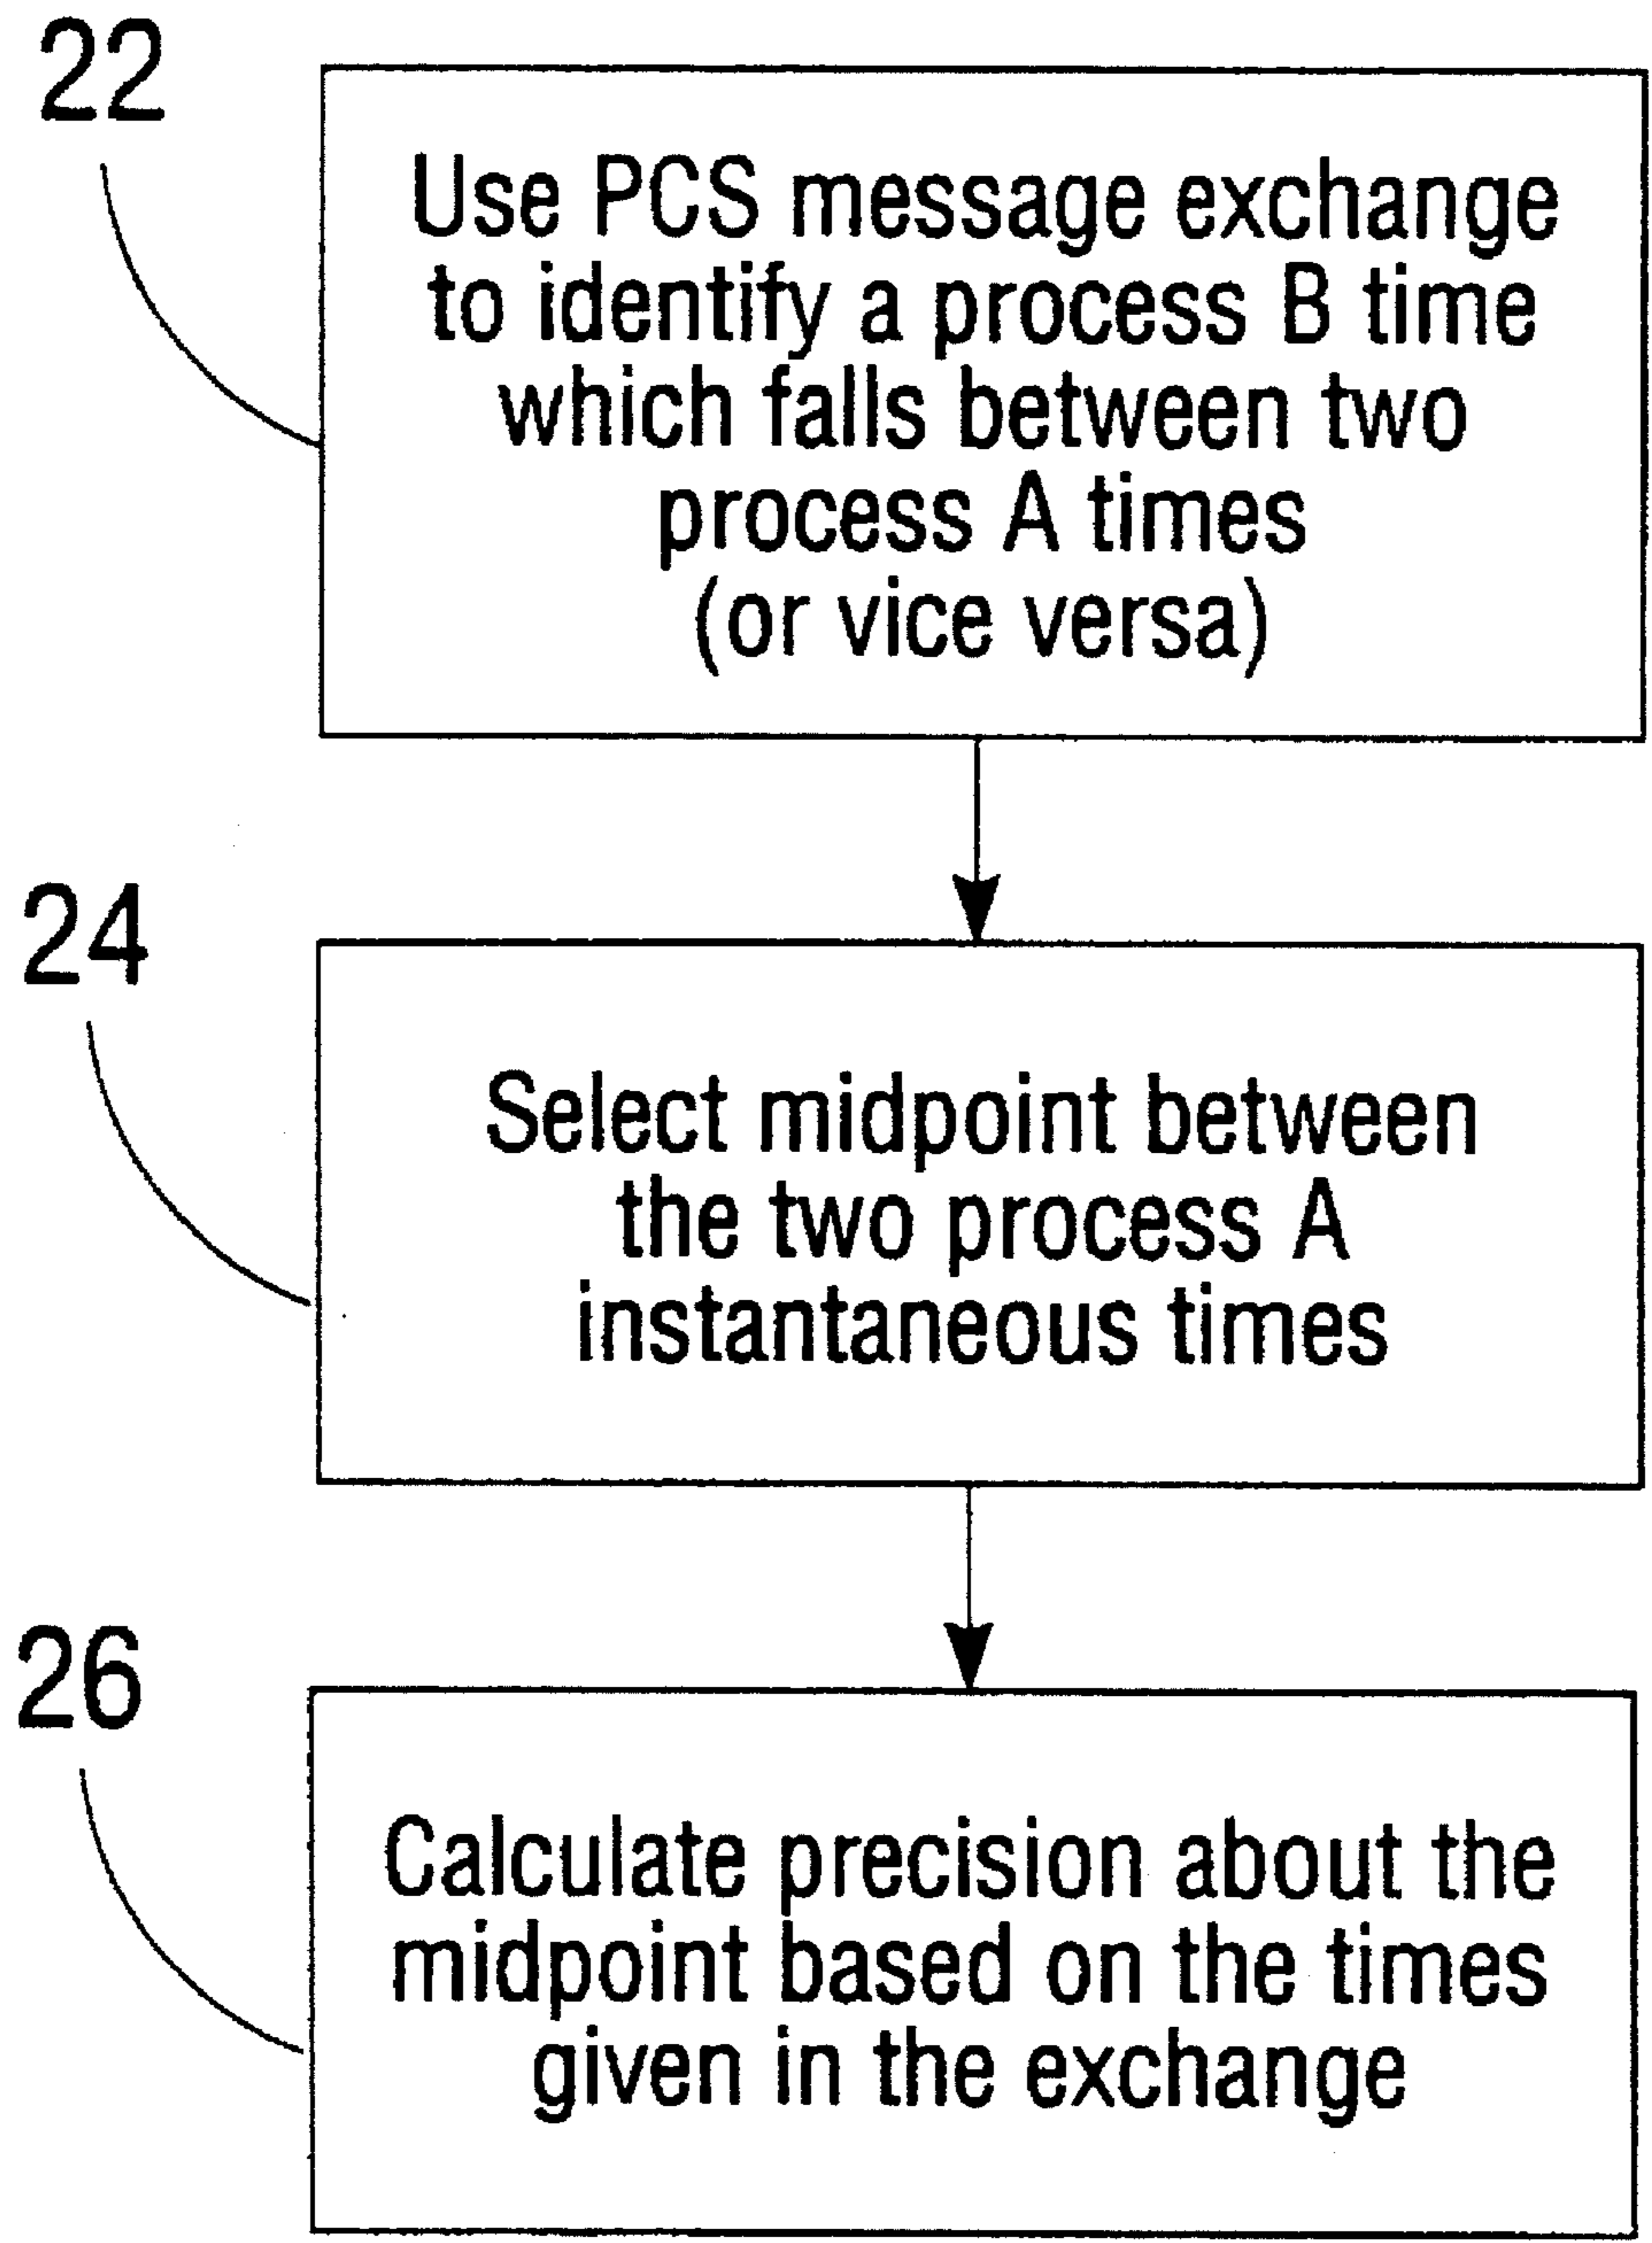 22
Use PCS message exchange
to identify a process B time
which falls between two
process A times
(or vice versa)
24
Select midpoint between
the two process A
instantaneous times
26
Calculate precision about the
midpoint based on the times
given in the exchange